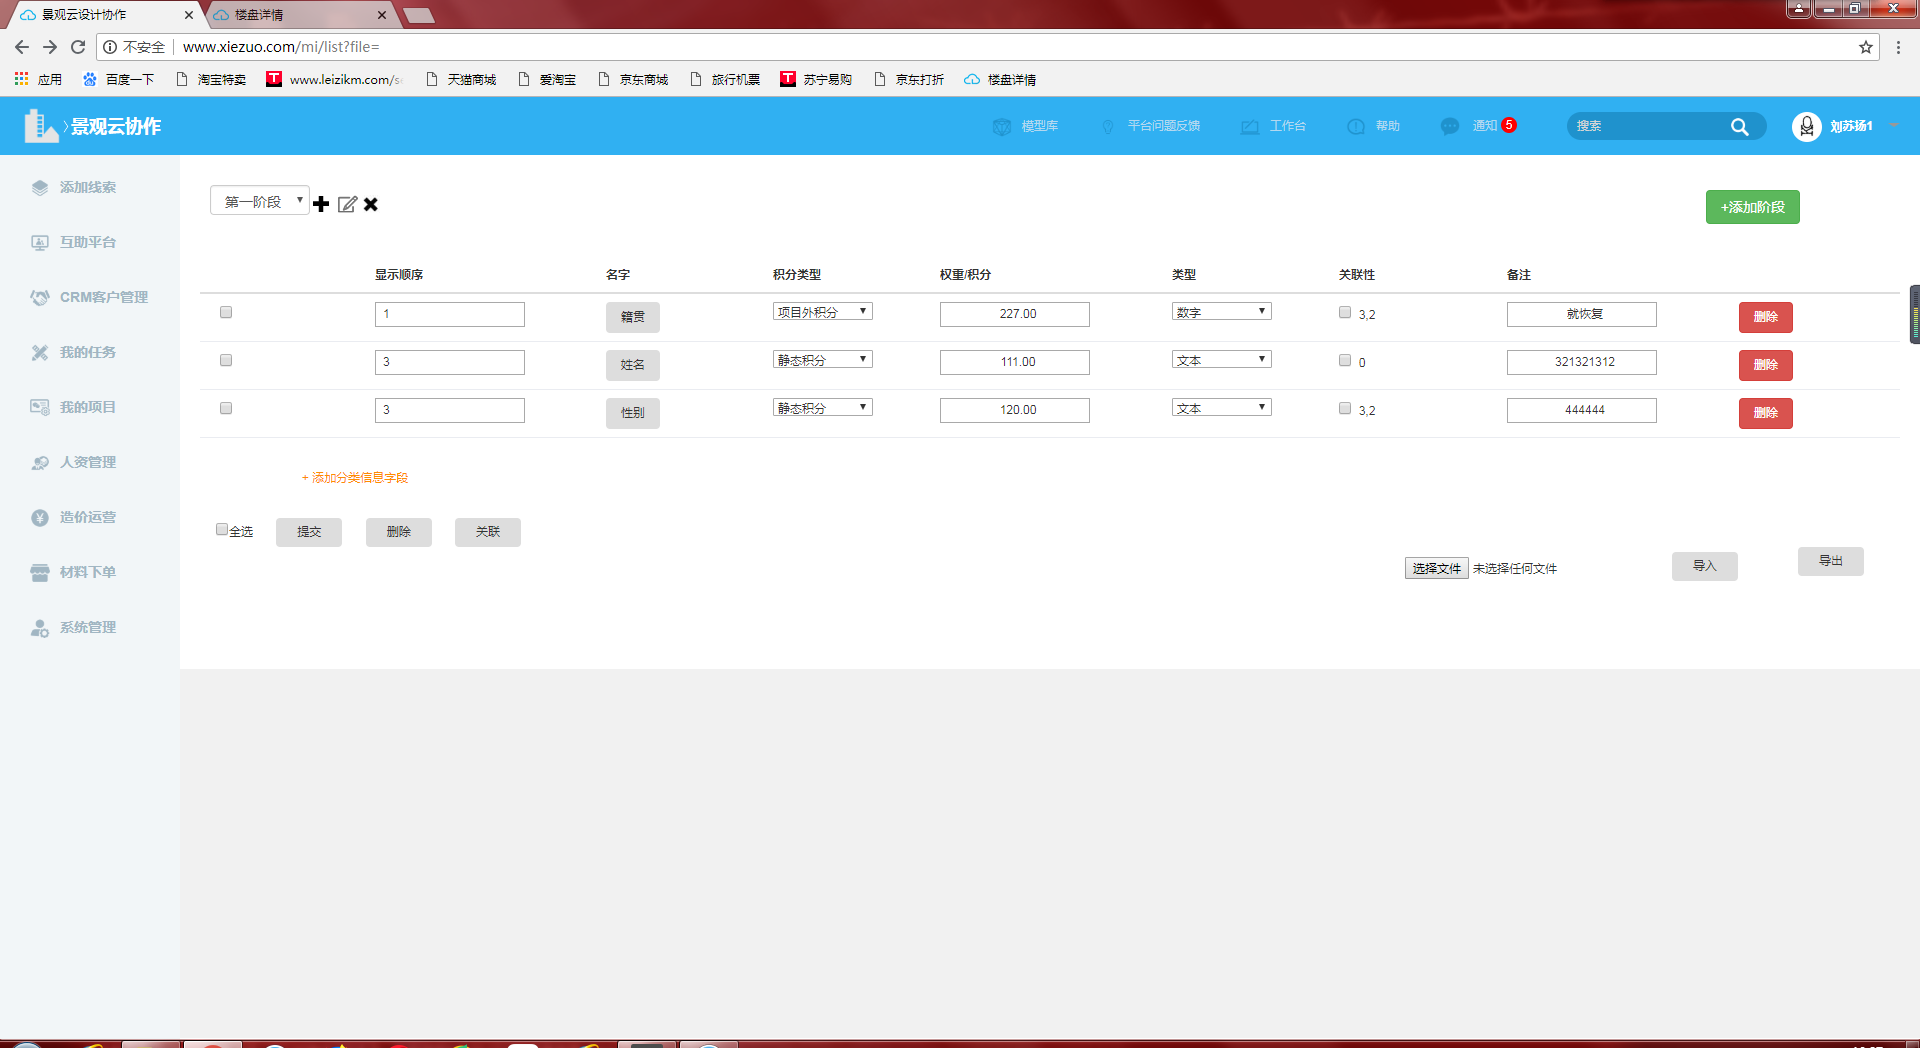 景观云设计协作
楼盘详情
不安全 www.xiezuo.com/mi/list?file=
应用 百度一下 淘宝特卖 www.leizikm.com/s 天猫商城 爱淘宝 京东商城 旅行机票 苏宁易购 京东打折 楼盘详情
景观云协作 模型库 平台问题反馈 工作台 帮助 通知 5 搜索 刘苏扬1
添加线索
互助平台
CRM客户管理
我的任务
我的项目
人资管理
造价运营
材料下单
系统管理
第一阶段 +添加阶段
显示顺序 名字 积分类型 权重/积分 类型 关联性 备注
1 籍贯 项目外积分 227.00 数字 3,2 就恢复 删除
3 姓名 静态积分 111.00 文本 0 321321312 删除
3 性别 静态积分 120.00 文本 3,2 444444 删除
+ 添加分类信息字段
全选 提交 删除 关联
选择文件 未选择任何文件 导入 导出